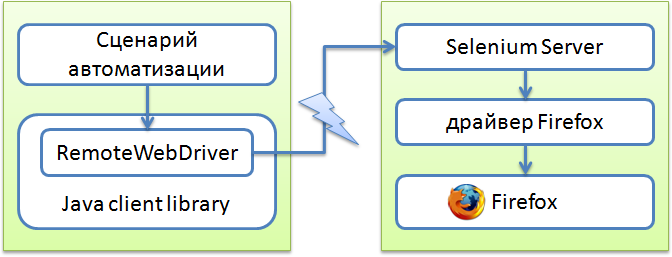 Сценарий
автоматизации
RemoteWebDriver
Java client library
Selenium Server
драйвер Firefox
Firefox